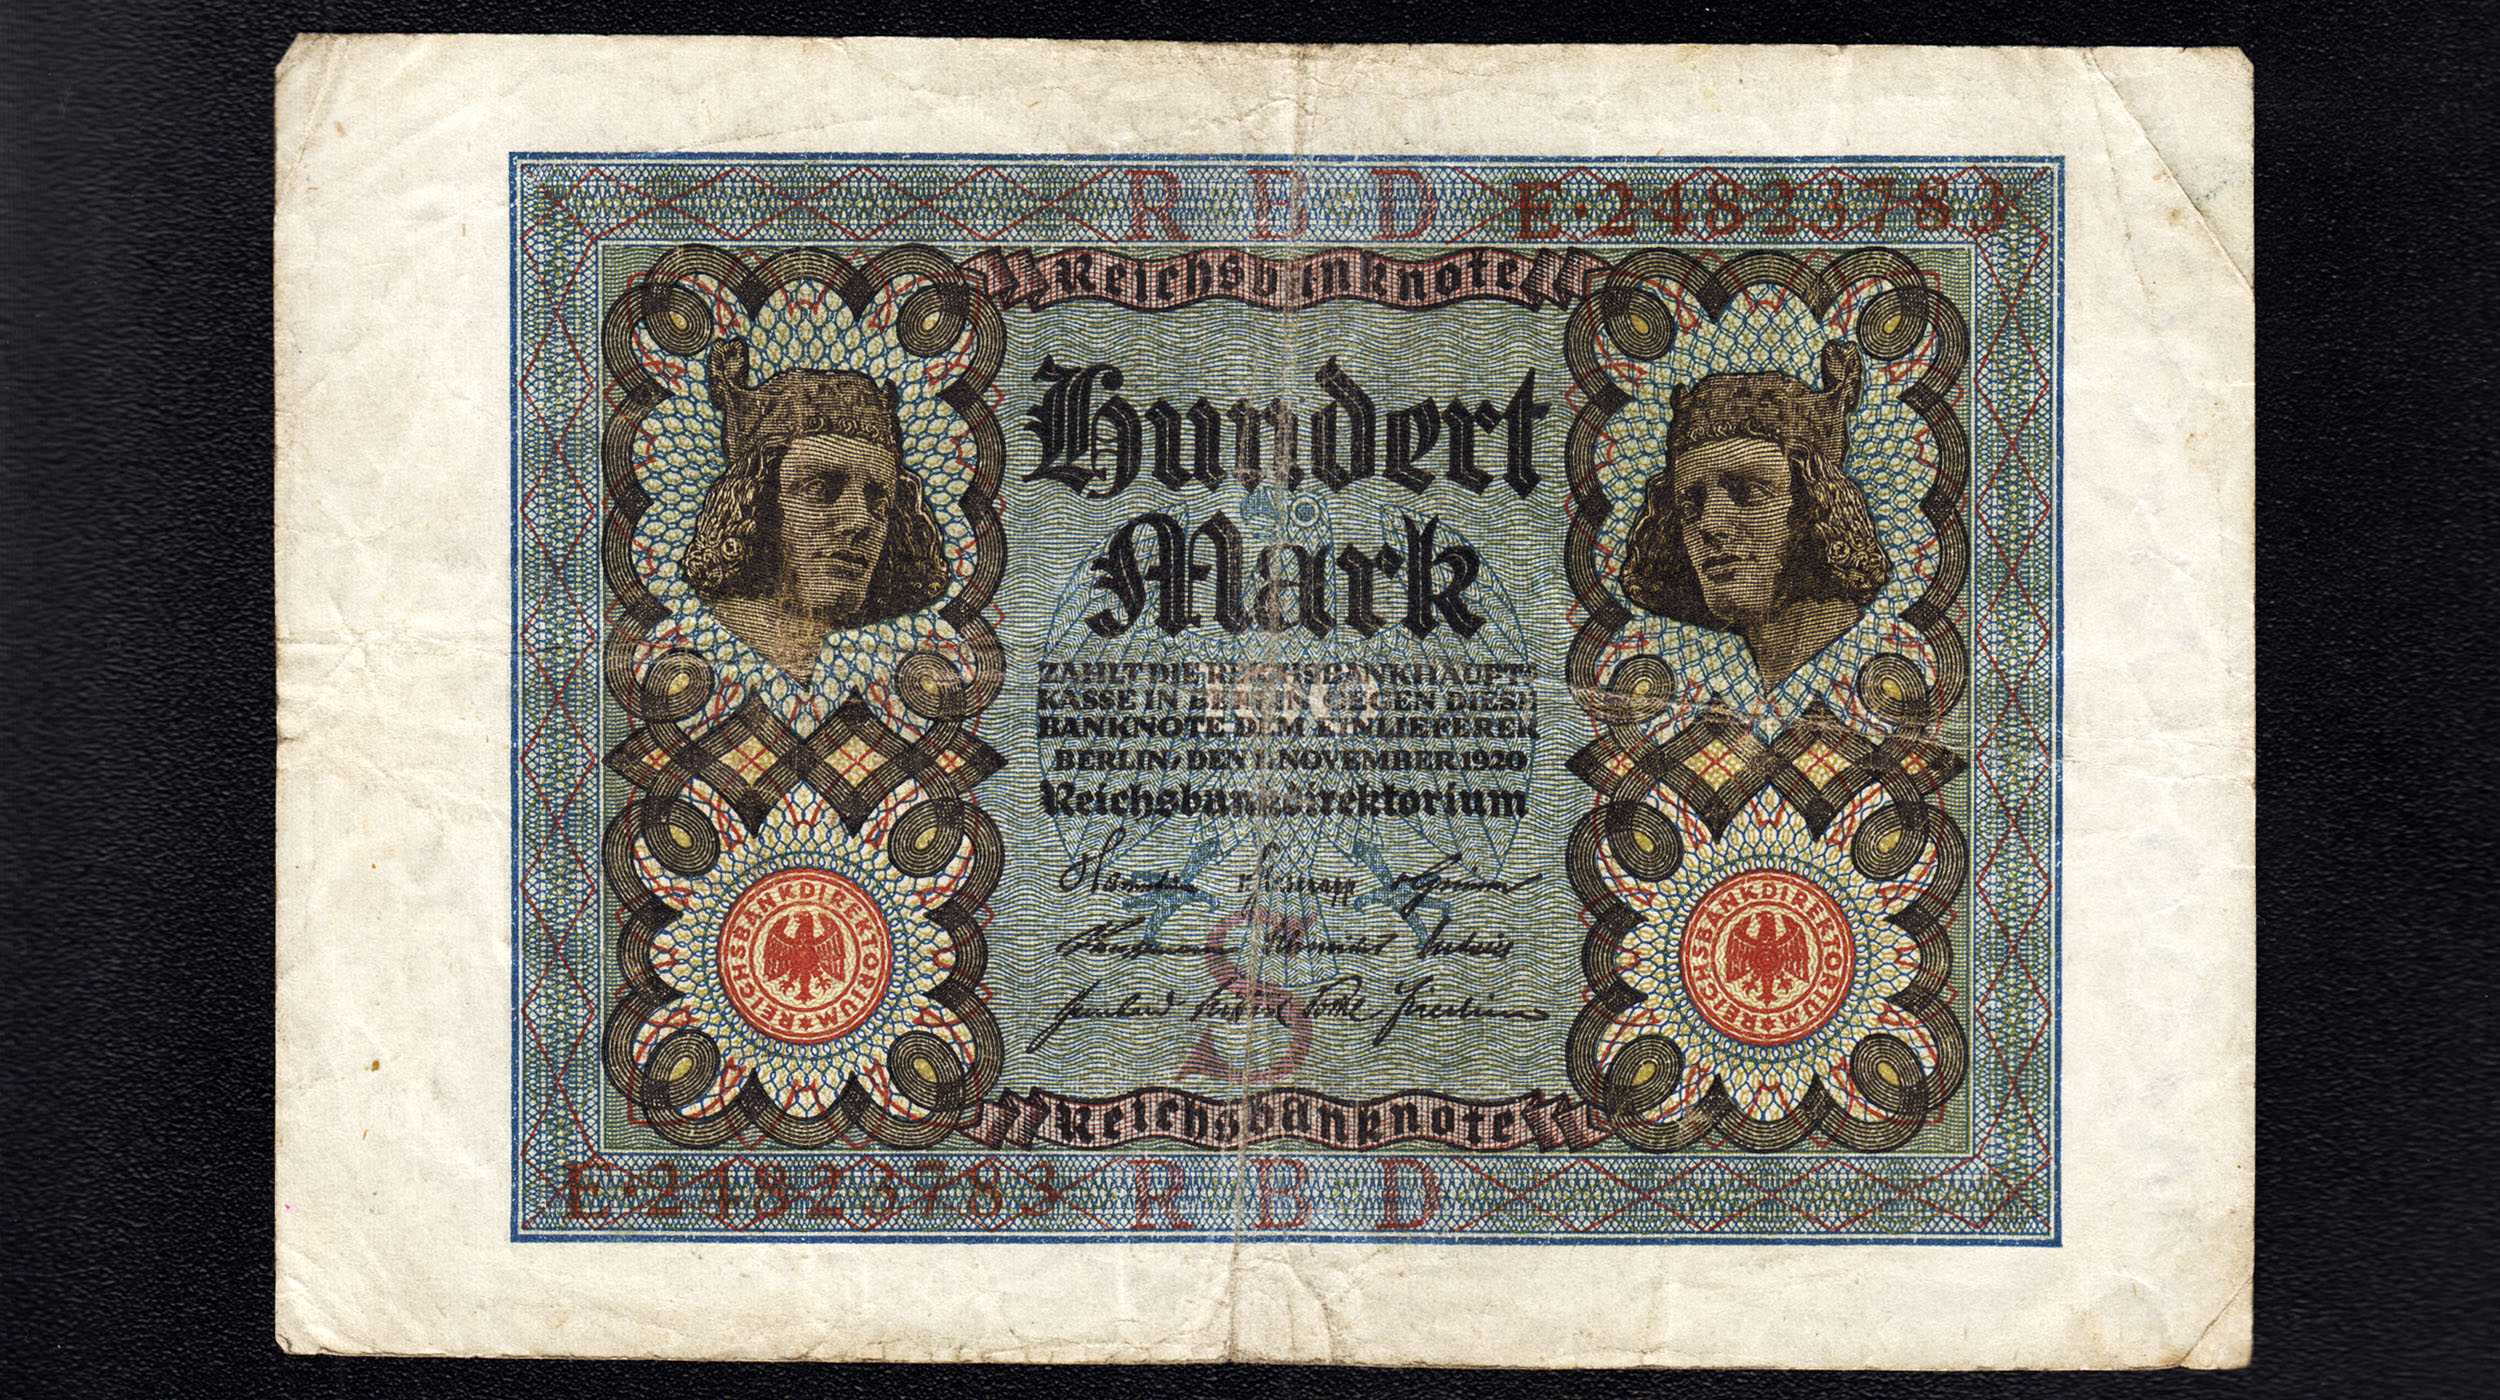 R B D E·24823783
Reichsbanknote
Hundert
Mark
ZAHLT DIE REICHSBANKHAUPT=
KASSE IN BERLIN GEGEN DIESE
BANKNOTE DEM EINLIEFERER
BERLIN, DEN 1. NOVEMBER 1920
Reichsbankdirektorium
REICHSBANKDIREKTORIUM
REICHSBANKDIREKTORIUM
S
Reichsbanknote
E·24823783 R B D